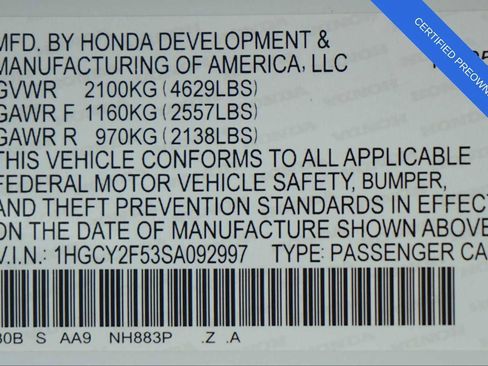 MFD. BY HONDA DEVELOPMENT &
MANUFACTURING OF AMERICA, LLC
GVWR 2100KG (4629LBS)
GAWR F 1160KG (2557LBS)
GAWR R 970KG (2138LBS)
THIS VEHICLE CONFORMS TO ALL APPLICABLE
FEDERAL MOTOR VEHICLE SAFETY, BUMPER,
AND THEFT PREVENTION STANDARDS IN EFFECT
ON THE DATE OF MANUFACTURE SHOWN ABOVE
V.I.N.: 1HGCY2F53SA092997 TYPE: PASSENGER CA
30B S AA9 NH883P .Z .A
CERTIFIED PREOWNE